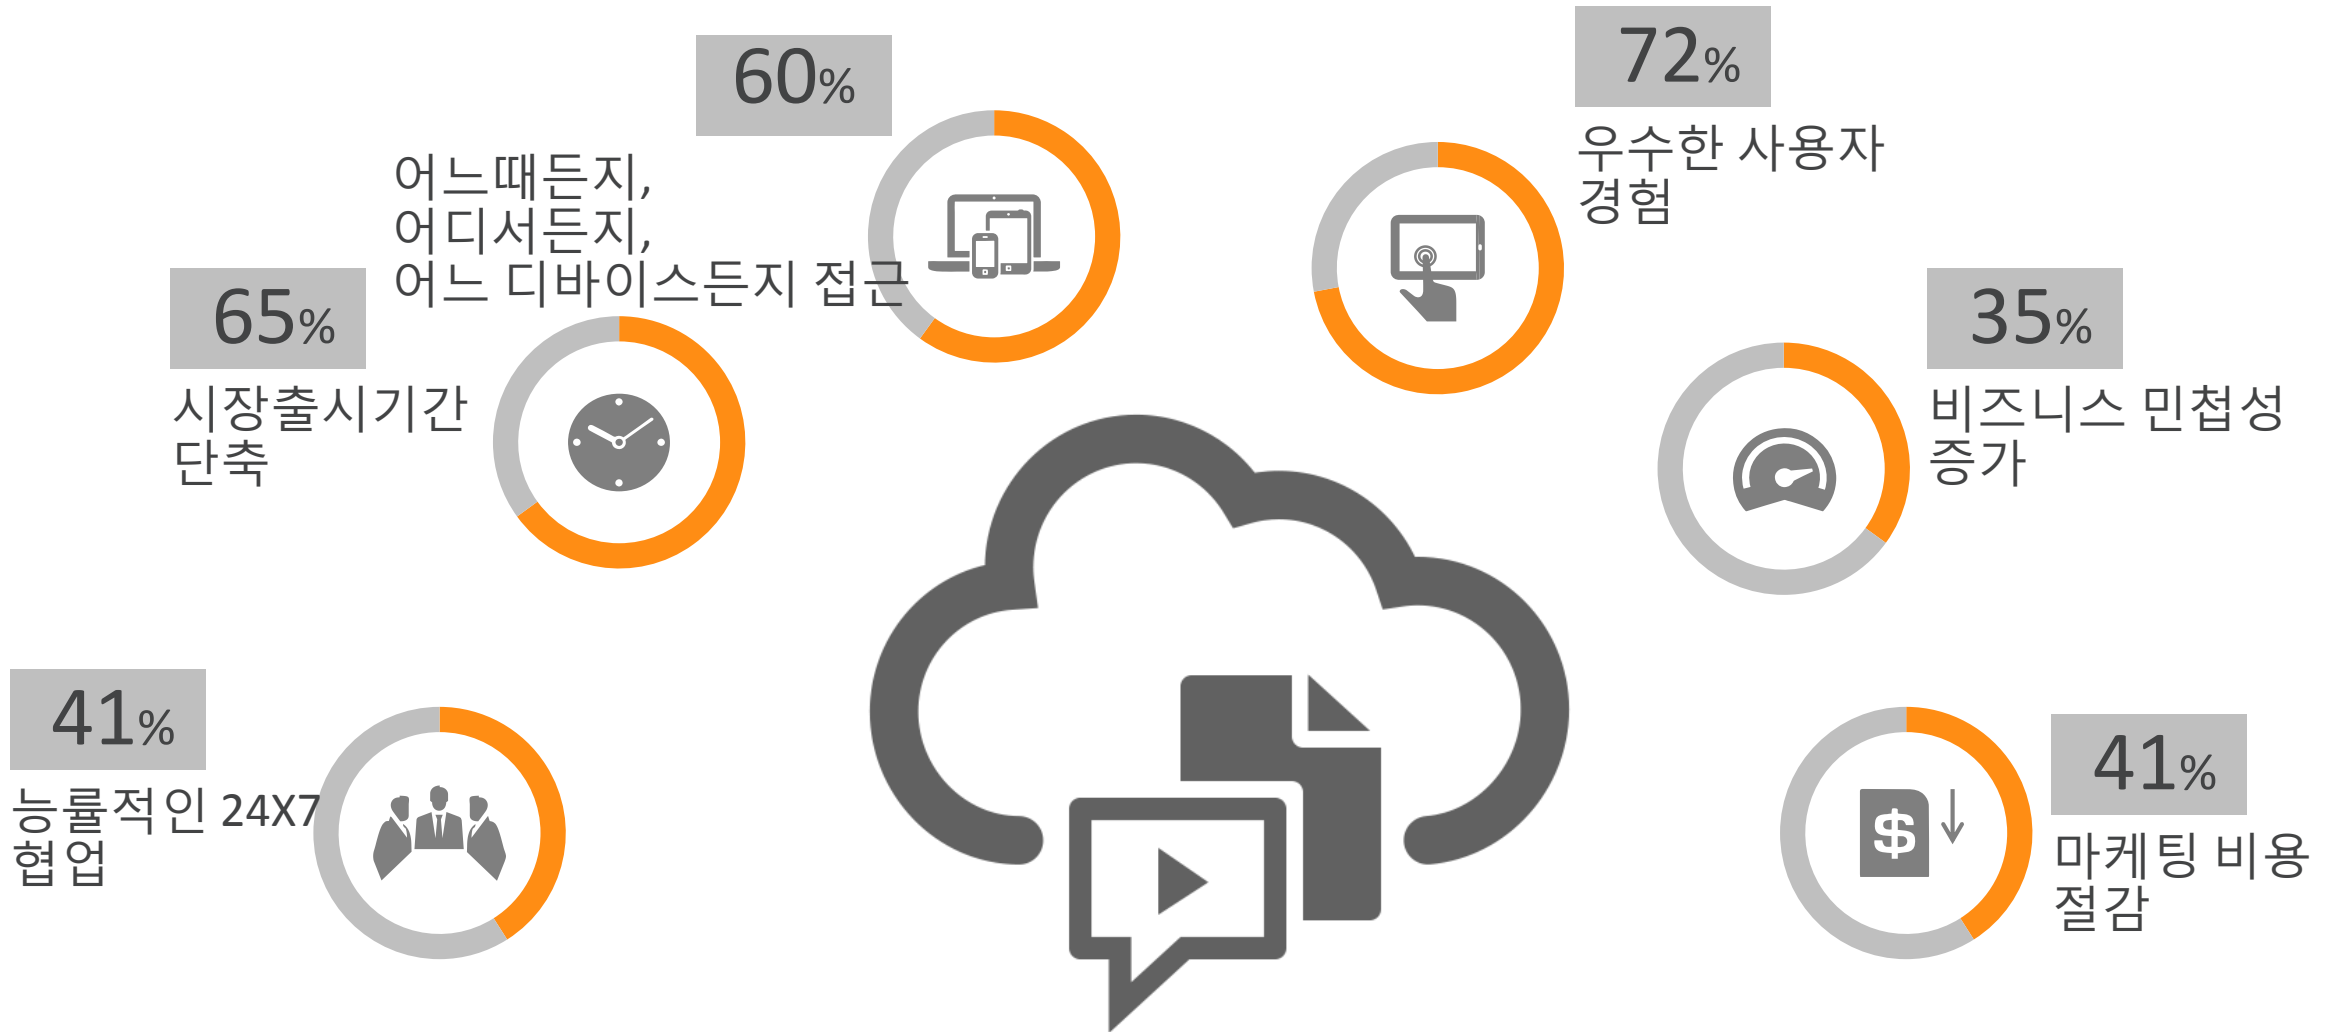 60%
어느때든지,
어디서든지,
어느 디바이스든지 접근
72%
우수한 사용자
경험
65%
시장출시기간
단축
35%
비즈니스 민첩성
증가
41%
능률적인 24X7
협업
41%
마케팅 비용
절감
$